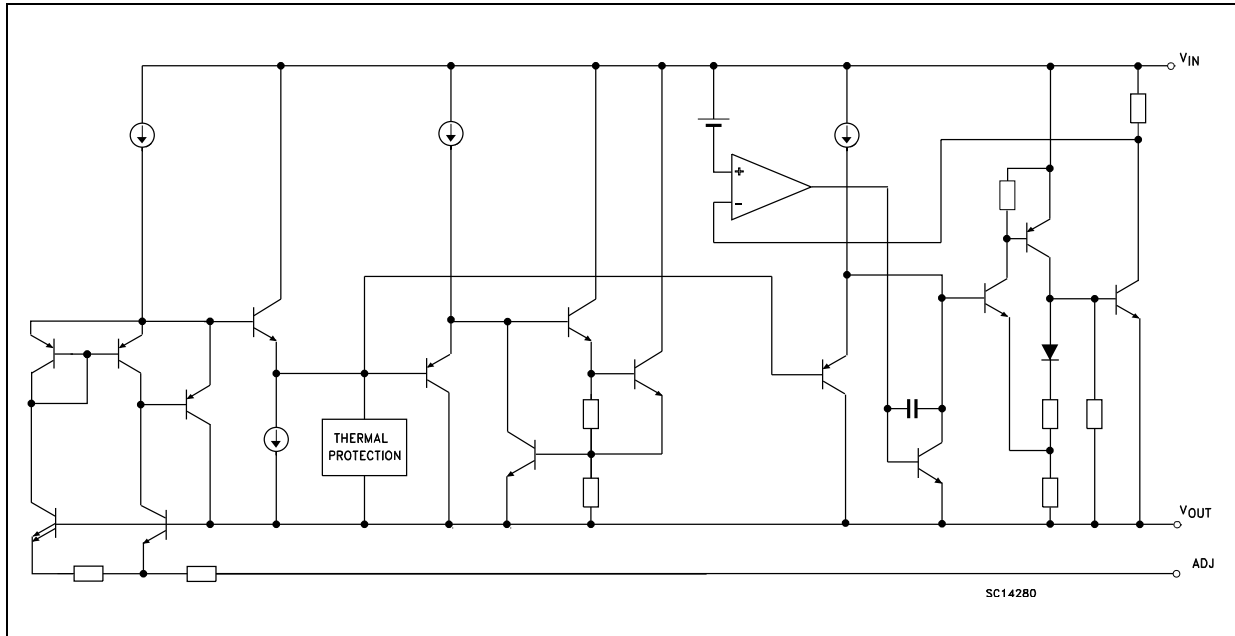 VIN
+
-
THERMAL
PROTECTION
VOUT
ADJ
SC14280